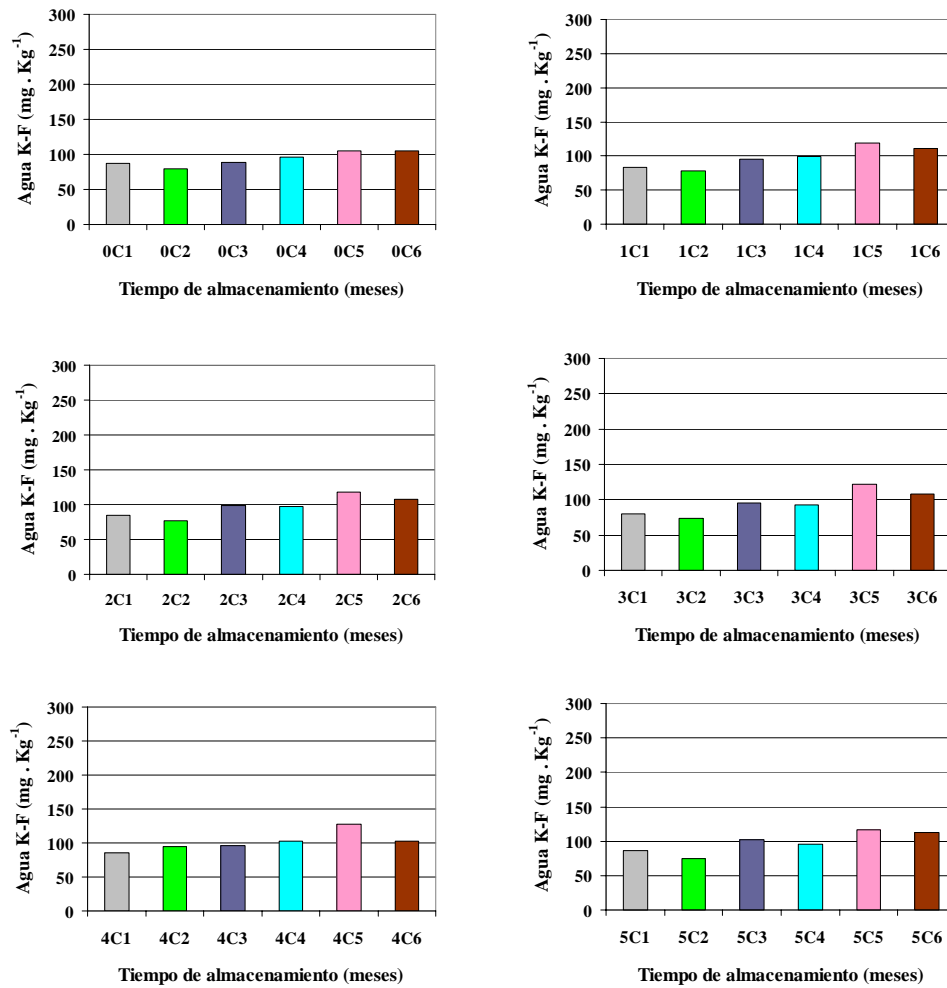 Agua K-F (mg . Kg-1)
300
250
200
150
100
50
0
0C1 0C2 0C3 0C4 0C5 0C6
Tiempo de almacenamiento (meses)
Agua K-F (mg . Kg-1)
300
250
200
150
100
50
0
1C1 1C2 1C3 1C4 1C5 1C6
Tiempo de almacenamiento (meses)
Agua K-F (mg . Kg-1)
300
250
200
150
100
50
0
2C1 2C2 2C3 2C4 2C5 2C6
Tiempo de almacenamiento (meses)
Agua K-F (mg . Kg-1)
300
250
200
150
100
50
0
3C1 3C2 3C3 3C4 3C5 3C6
Tiempo de almacenamiento (meses)
Agua K-F (mg . Kg-1)
300
250
200
150
100
50
0
4C1 4C2 4C3 4C4 4C5 4C6
Tiempo de almacenamiento (meses)
Agua K-F (mg . Kg-1)
300
250
200
150
100
50
0
5C1 5C2 5C3 5C4 5C5 5C6
Tiempo de almacenamiento (meses)